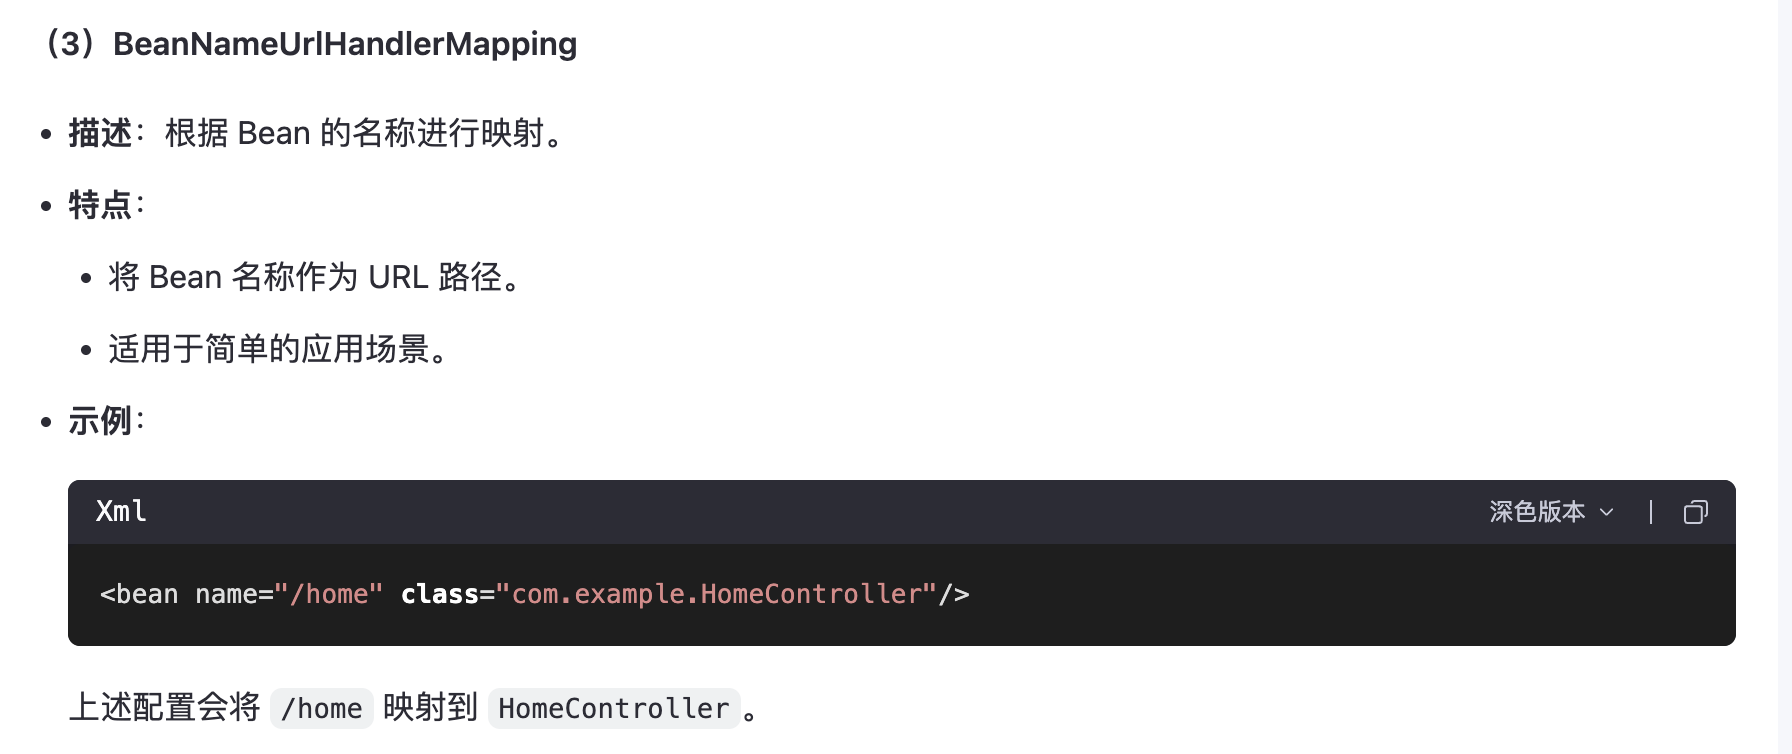 （3）BeanNameUrlHandlerMapping
• 描述：根据 Bean 的名称进行映射。
• 特点：
• 将 Bean 名称作为 URL 路径。
• 适用于简单的应用场景。
• 示例：
Xml 深色版本 |
<bean name="/home" class="com.example.HomeController"/>
上述配置会将 /home 映射到 HomeController 。